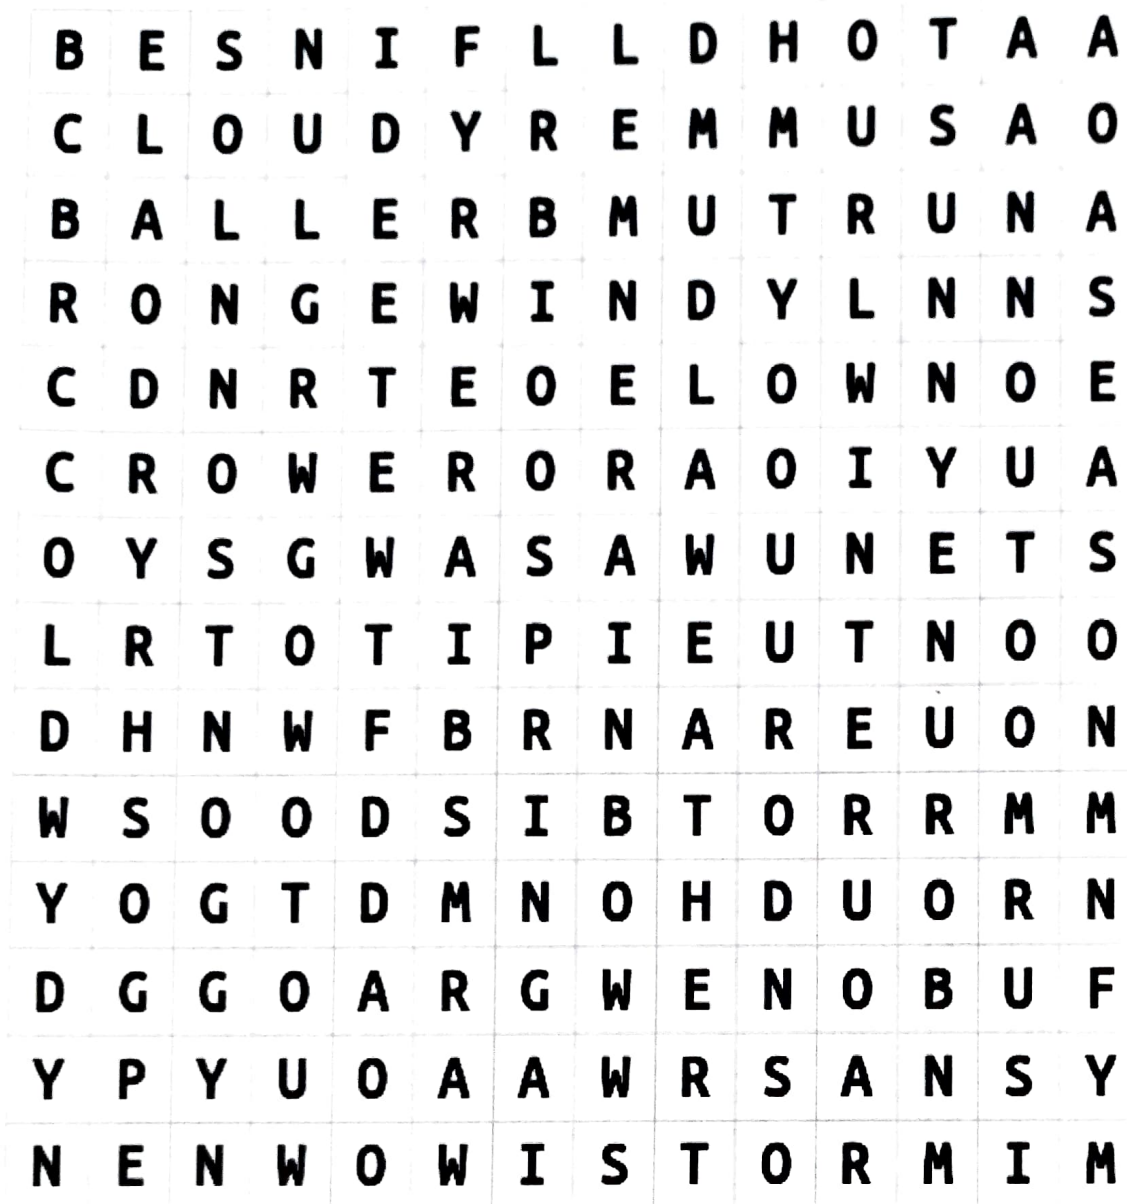 B E S N I F L L D H O T A A
C L O U D Y R E M M U S A O
B A L L E R B M U T R U N A
R O N G E W I N D Y L N N S
C D N R T E O E L O W N O E
C R O W E R O R A O I Y U A
O Y S G W A S A W U N E T S
L R T O T I P I E U T N O O
D H N W F B R N A R E U O N
W S O O D S I B T O R R M M
Y O G T D M N O H D U O R N
D G G O A R G W E N O B U F
Y P Y U O A A W R S A N S Y
N E N W O W I S T O R M I M